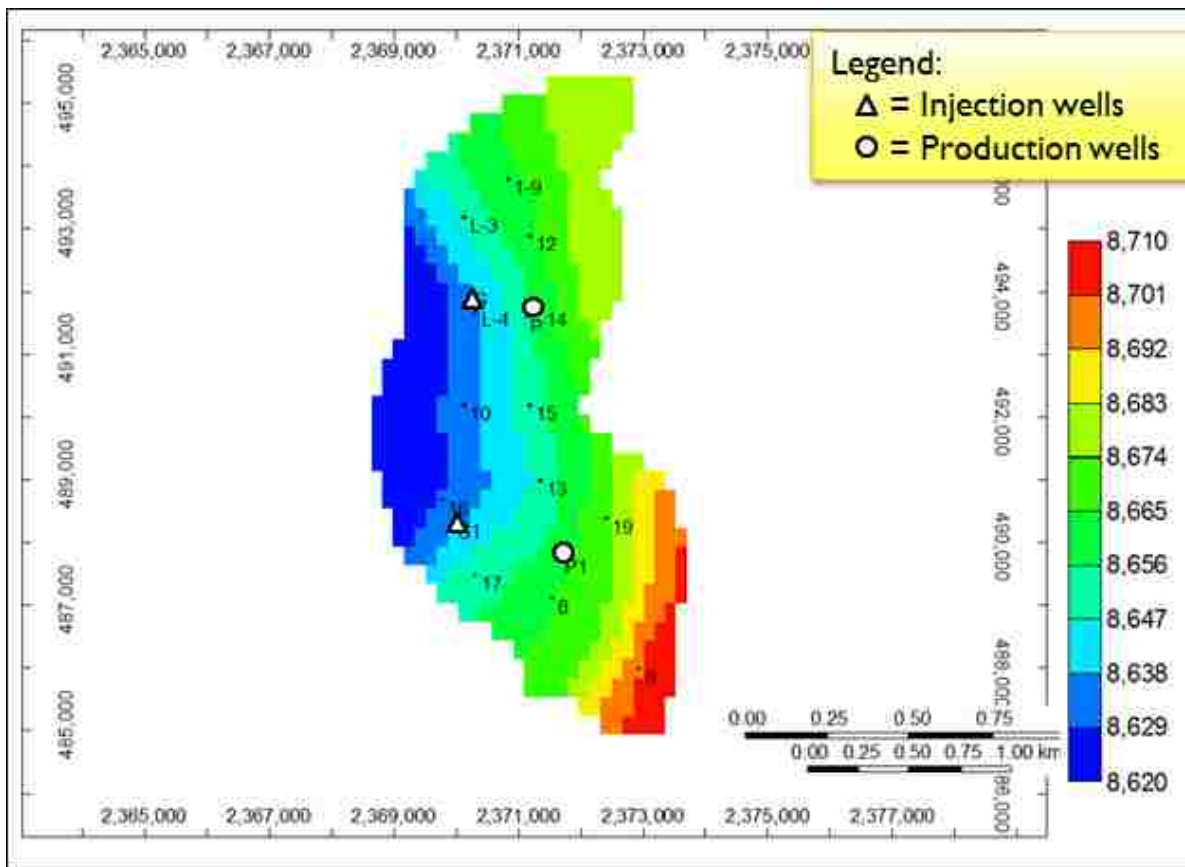 2,365,000 2,367,000 2,369,000 2,371,000 2,373,000 2,375,000
Legend:
= Injection wells
= Production wells
495,000
493,000
491,000
489,000
487,000
485,000
494,000
492,000
490,000
488,000
1-9
L-3
12
L-4
P-14
10
15
13
19
P1
17
6
8,710
8,701
8,692
8,683
8,674
8,665
8,656
8,647
8,638
8,629
8,620
0.00 0.25 0.50 0.75
0.00 0.25 0.50 0.75 1.00 km
2,365,000 2,367,000 2,369,000 2,371,000 2,373,000 2,375,000 2,377,000